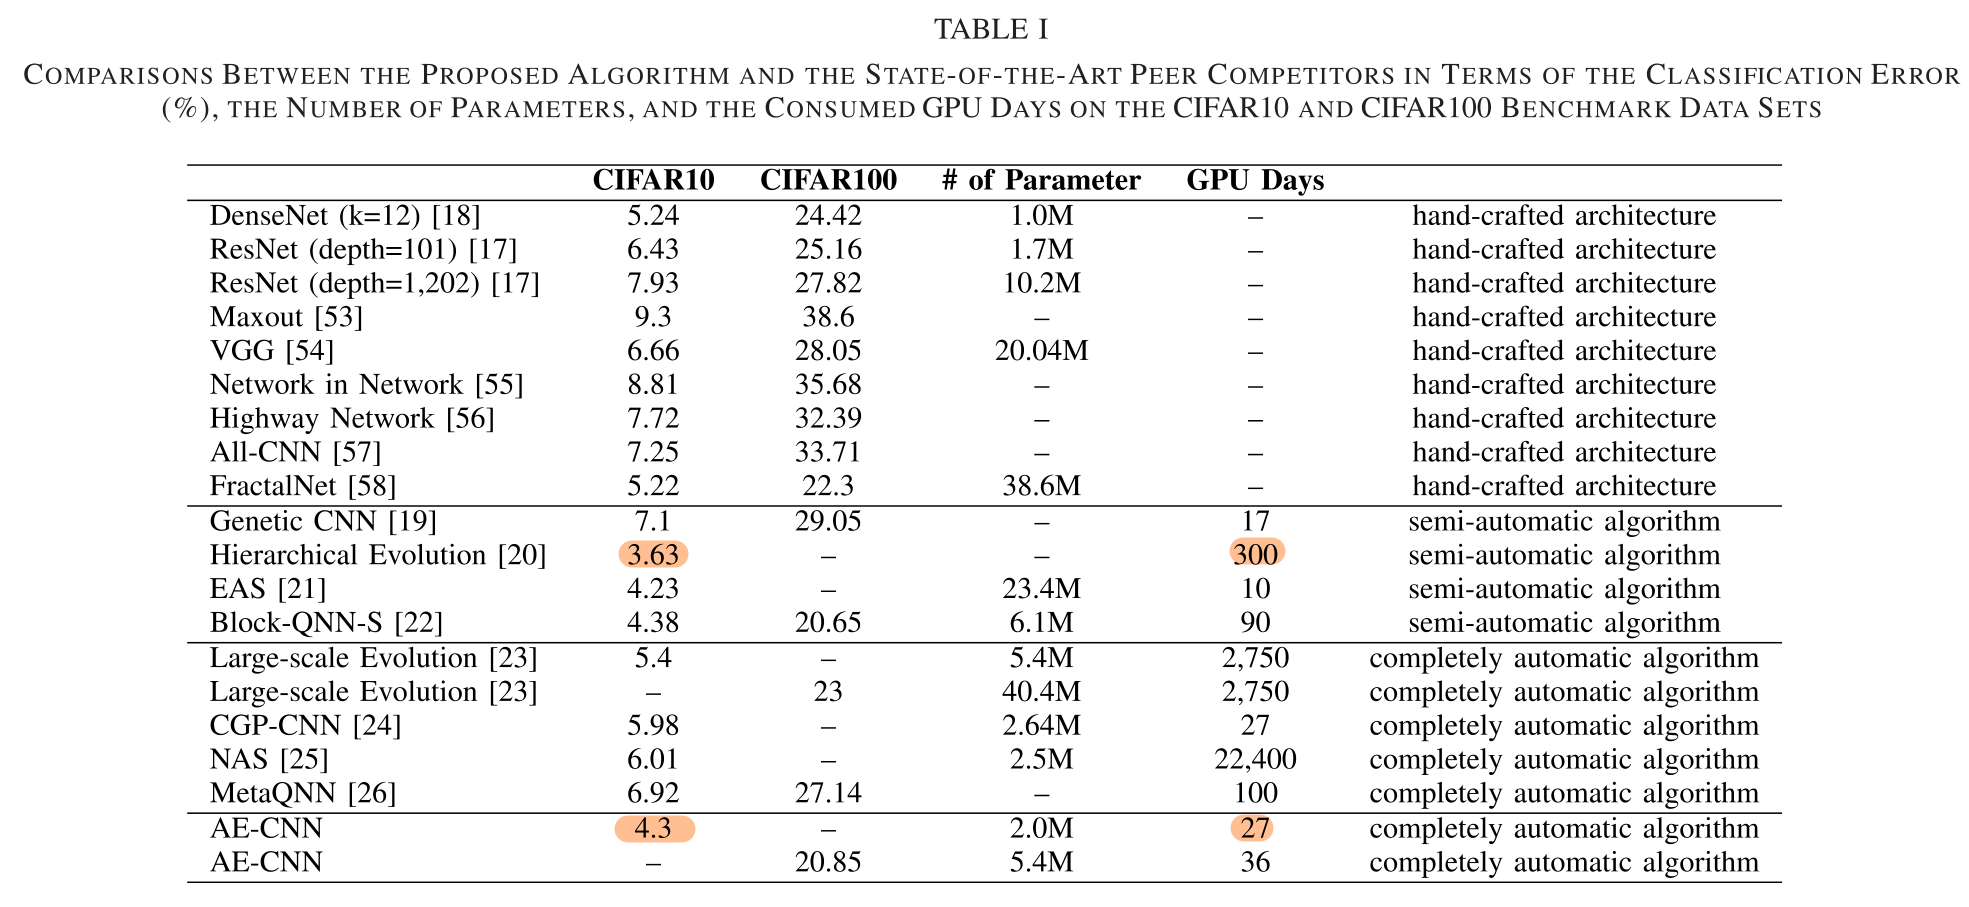 TABLE I
COMPARISONS BETWEEN THE PROPOSED ALGORITHM AND THE STATE-OF-THE-ART PEER COMPETITORS IN TERMS OF THE CLASSIFICATION ERROR
(%), THE NUMBER OF PARAMETERS, AND THE CONSUMED GPU DAYS ON THE CIFAR10 AND CIFAR100 BENCHMARK DATA SETS
CIFAR10 CIFAR100 # of Parameter GPU Days
DenseNet (k=12) [18] 5.24 24.42 1.0M – hand-crafted architecture
ResNet (depth=101) [17] 6.43 25.16 1.7M – hand-crafted architecture
ResNet (depth=1,202) [17] 7.93 27.82 10.2M – hand-crafted architecture
Maxout [53] 9.3 38.6 – – hand-crafted architecture
VGG [54] 6.66 28.05 20.04M – hand-crafted architecture
Network in Network [55] 8.81 35.68 – – hand-crafted architecture
Highway Network [56] 7.72 32.39 – – hand-crafted architecture
All-CNN [57] 7.25 33.71 – – hand-crafted architecture
FractalNet [58] 5.22 22.3 38.6M – hand-crafted architecture
Genetic CNN [19] 7.1 29.05 – 17 semi-automatic algorithm
Hierarchical Evolution [20] 3.63 – – 300 semi-automatic algorithm
EAS [21] 4.23 – 23.4M 10 semi-automatic algorithm
Block-QNN-S [22] 4.38 20.65 6.1M 90 semi-automatic algorithm
Large-scale Evolution [23] 5.4 – 5.4M 2,750 completely automatic algorithm
Large-scale Evolution [23] – 23 40.4M 2,750 completely automatic algorithm
CGP-CNN [24] 5.98 – 2.64M 27 completely automatic algorithm
NAS [25] 6.01 – 2.5M 22,400 completely automatic algorithm
MetaQNN [26] 6.92 27.14 – 100 completely automatic algorithm
AE-CNN 4.3 – 2.0M 27 completely automatic algorithm
AE-CNN – 20.85 5.4M 36 completely automatic algorithm